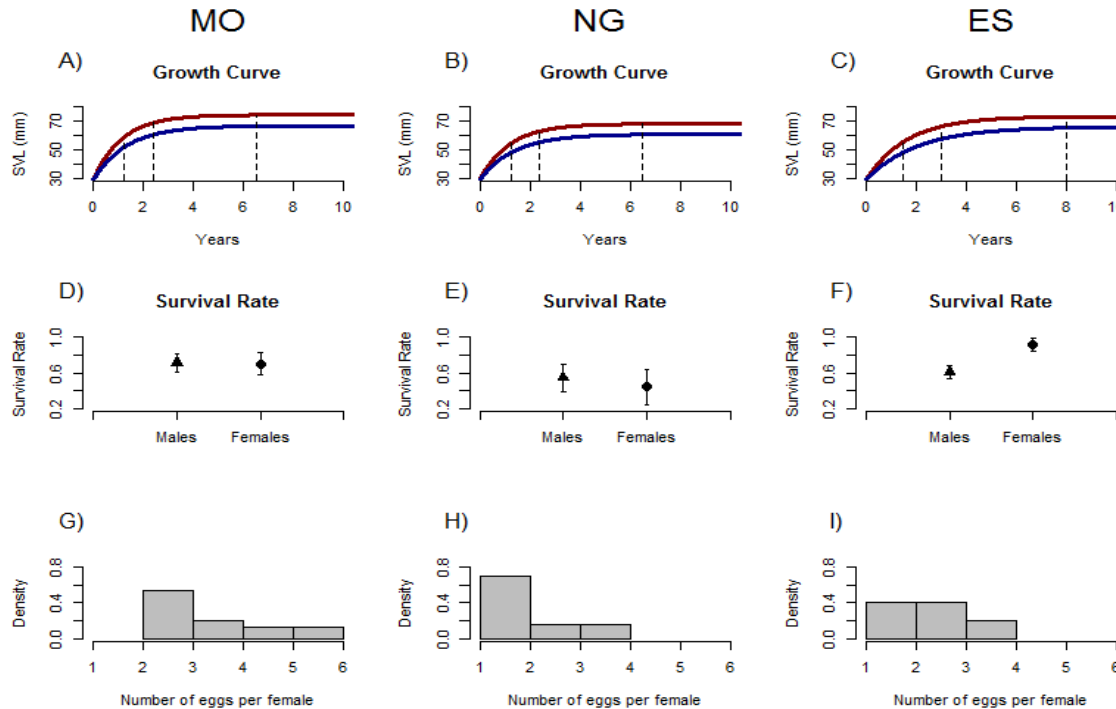 MO NG ES
A) B) C)
Growth Curve Growth Curve Growth Curve
SVL (mm) SVL (mm) SVL (mm)
70 70 70
50 50 50
30 30 30
0 2 4 6 8 10 0 2 4 6 8 10 0 2 4 6 8 10
Years Years Years
D) E) F)
Survival Rate Survival Rate Survival Rate
Survival Rate Survival Rate Survival Rate
1.0 1.0 1.0
0.6 0.6 0.6
0.2 0.2 0.2
Males Females Males Females Males Females
G) H) I)
Density Density Density
0.8 0.8 0.8
0.4 0.4 0.4
0.0 0.0 0.0
1 2 3 4 5 6 1 2 3 4 5 6 1 2 3 4 5 6
Number of eggs per female Number of eggs per female Number of eggs per female